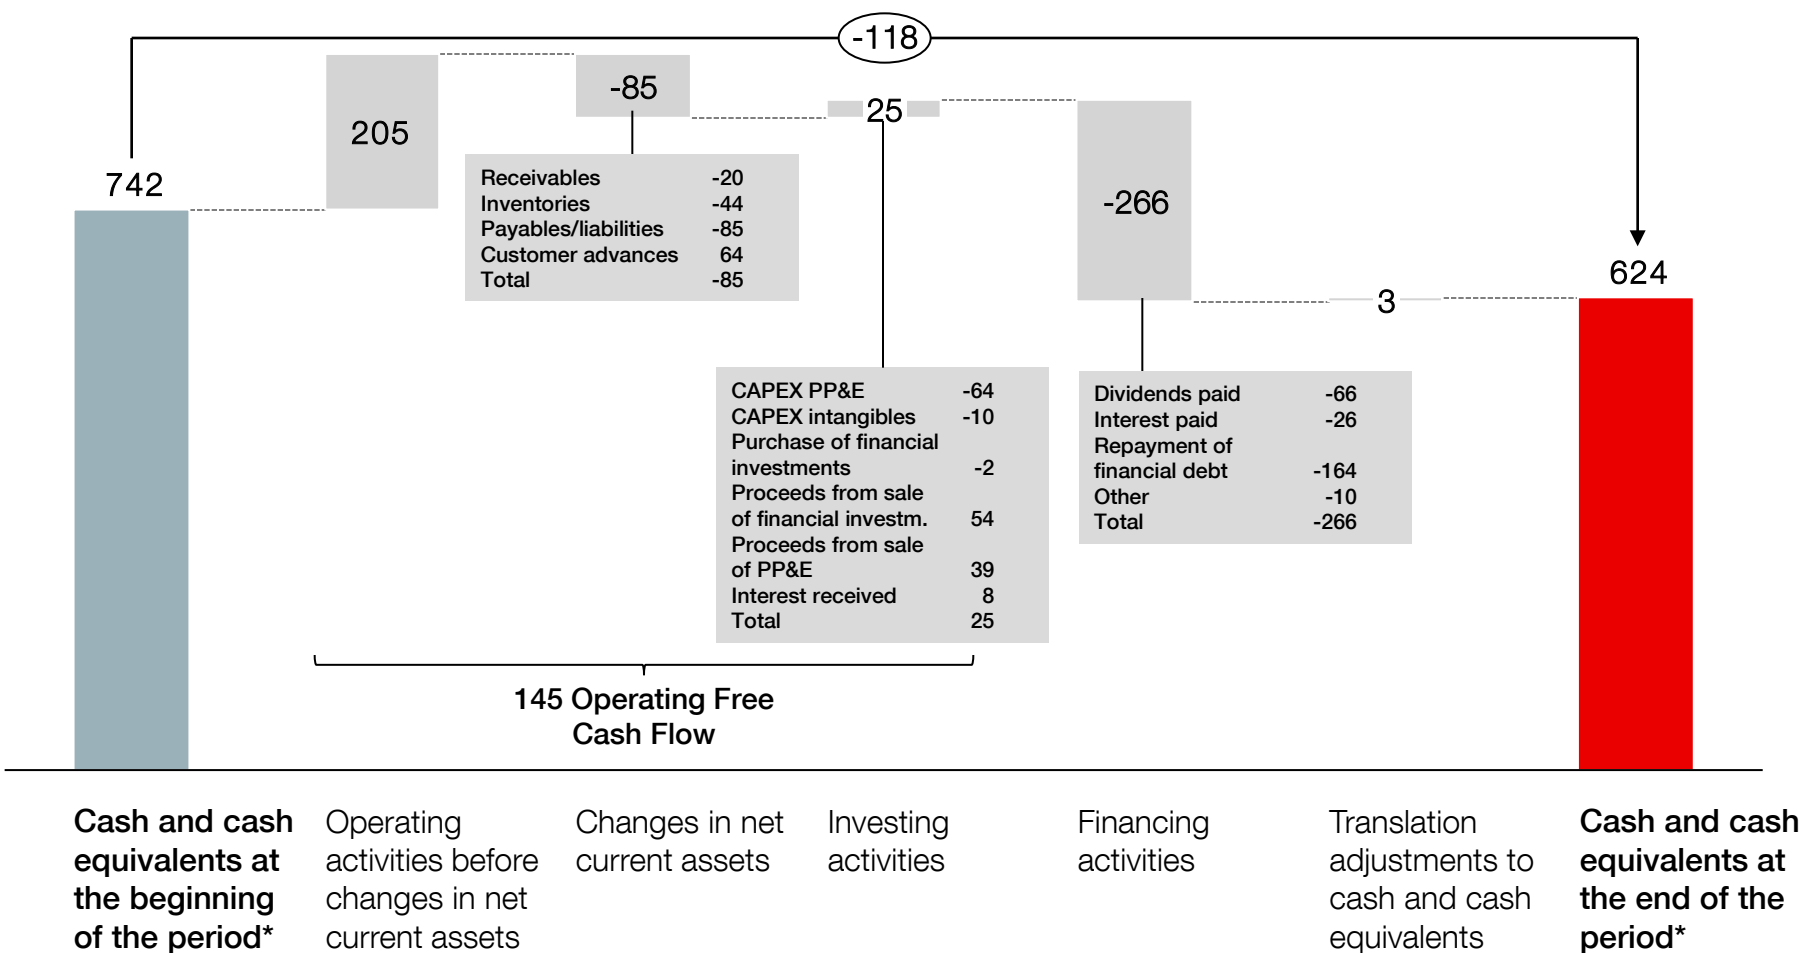 -118
742
205
-85
25
-266
3
624
Receivables -20
Inventories -44
Payables/liabilities -85
Customer advances 64
Total -85
CAPEX PP&E -64
CAPEX intangibles -10
Purchase of financial
investments -2
Proceeds from sale
of financial investm. 54
Proceeds from sale
of PP&E 39
Interest received 8
Total 25
Dividends paid -66
Interest paid -26
Repayment of
financial debt -164
Other -10
Total -266
145 Operating Free
Cash Flow
Cash and cash
equivalents at
the beginning
of the period*
Operating
activities before
changes in net
current assets
Changes in net
current assets
Investing
activities
Financing
activities
Translation
adjustments to
cash and cash
equivalents
Cash and cash
equivalents at
the end of the
period*